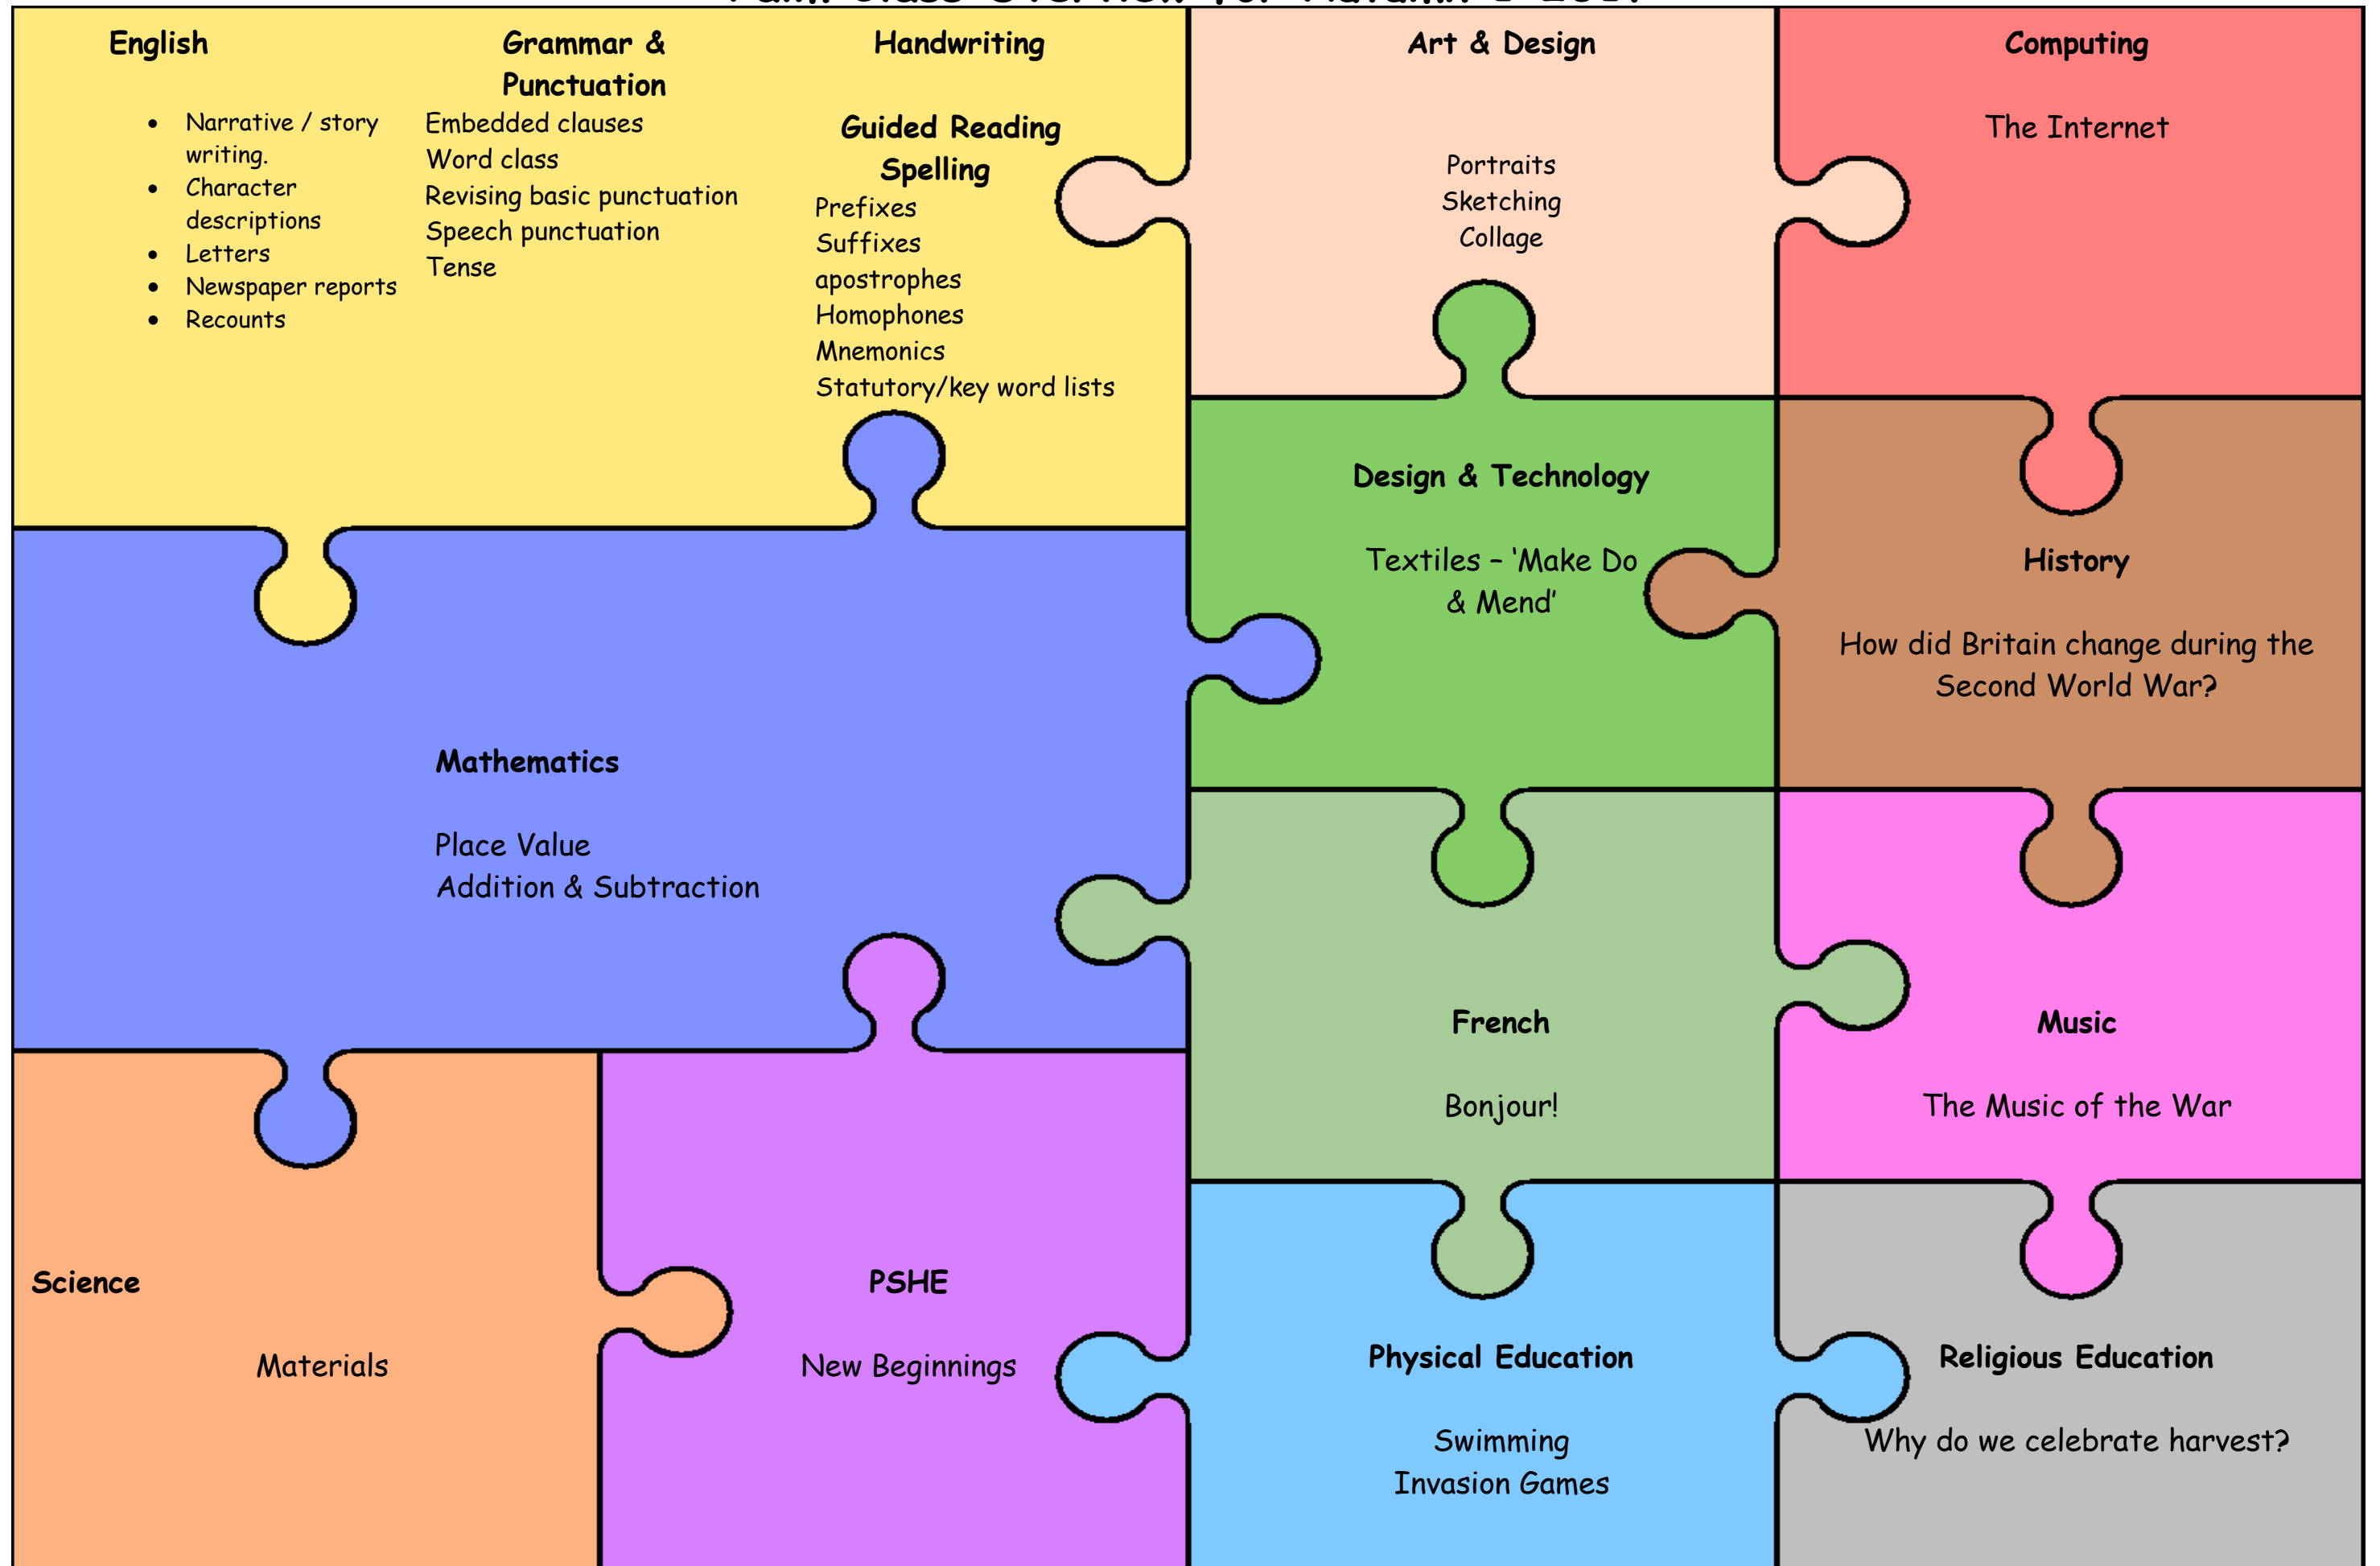 English
Narrative / story
writing.
Character
descriptions
Letters
Newspaper reports
Recounts
Grammar &
Punctuation
Embedded clauses
Word class
Revising basic punctuation
Speech punctuation
Tense
Handwriting
Guided Reading
Spelling
Prefixes
Suffixes
apostrophes
Homophones
Mnemonics
Statutory/key word lists
Art & Design
Portraits
Sketching
Collage
Computing
The Internet
Design & Technology
Textiles – ‘Make Do
& Mend’
History
How did Britain change during the
Second World War?
Mathematics
Place Value
Addition & Subtraction
French
Bonjour!
Music
The Music of the War
Science
Materials
PSHE
New Beginnings
Physical Education
Swimming
Invasion Games
Religious Education
Why do we celebrate harvest?